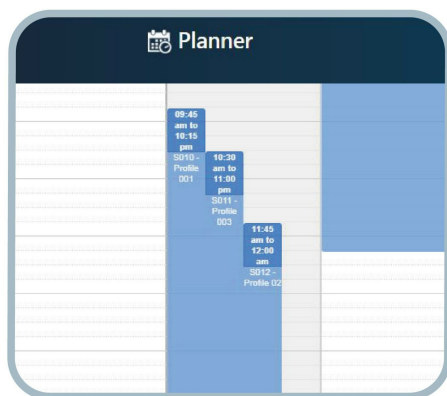 Planner
09:45
am to
10:15
pm
S010 -
Profile
001
10:30
am to
11:00
pm
S011 -
Profile
003
11:45
am to
12:00
am
S012 -
Profile 02